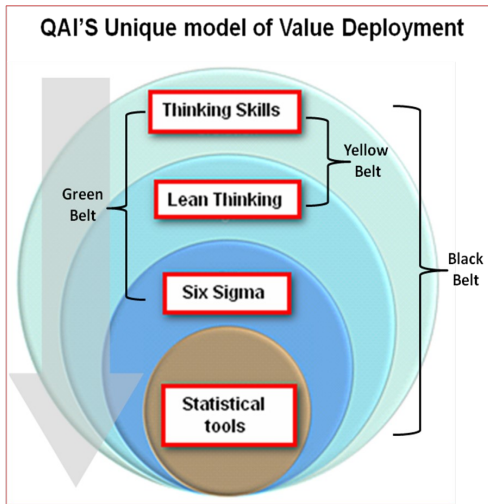 QAI'S Unique model of Value Deployment
Thinking Skills
Yellow
Belt
Lean Thinking
Green
Belt
Black
Belt
Six Sigma
Statistical
tools